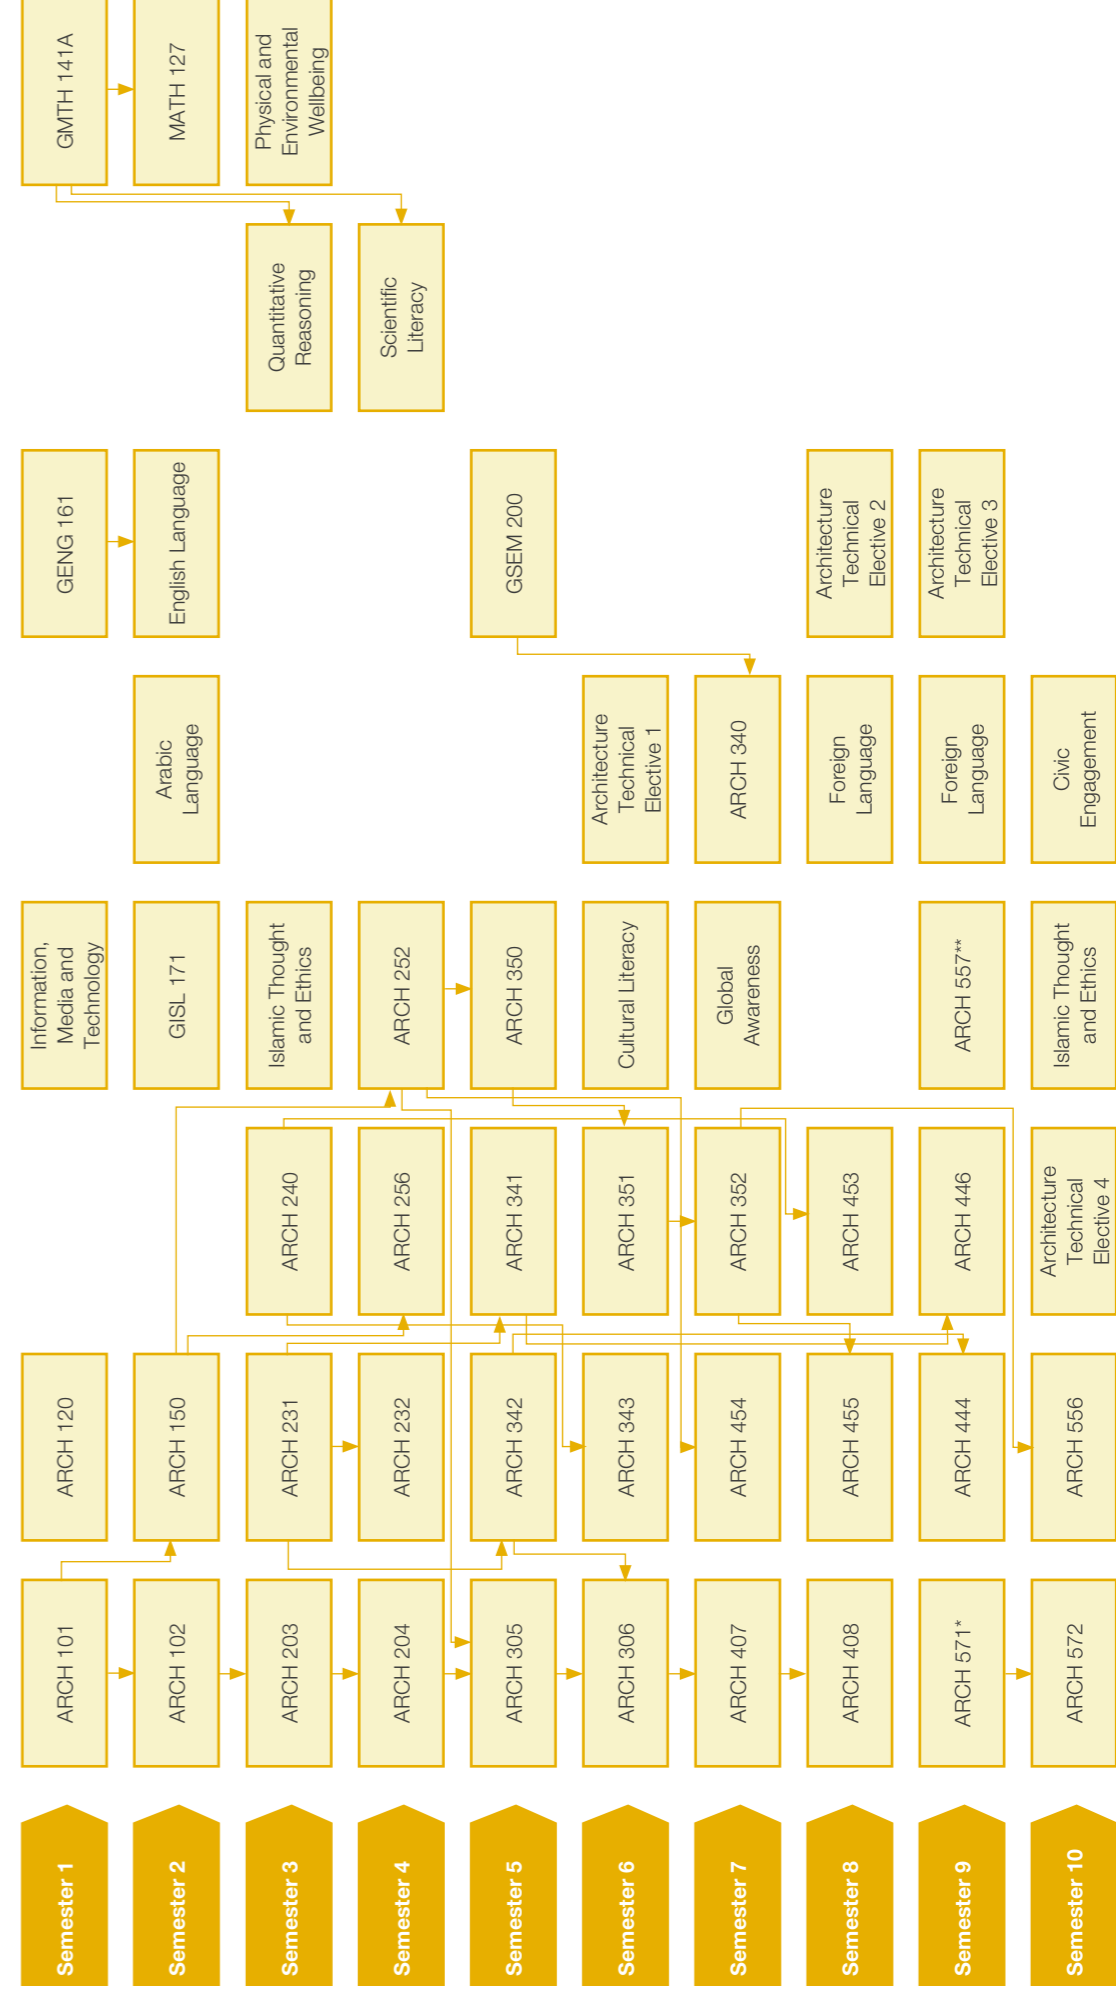 Semester 1
ARCH 101
ARCH 120
Information,
Media and
Technology
GENG 161
GMTH 141A
Semester 2
ARCH 102
ARCH 150
GISL 171
Arabic
Language
English Language
MATH 127
Semester 3
ARCH 203
ARCH 231
ARCH 240
Islamic Thought
and Ethics
Quantitative
Reasoning
Physical and
Environmental
Wellbeing
Semester 4
ARCH 204
ARCH 232
ARCH 256
ARCH 252
Scientific
Literacy
Semester 5
ARCH 305
ARCH 342
ARCH 341
ARCH 350
GSEM 200
Semester 6
ARCH 306
ARCH 343
ARCH 351
Cultural Literacy
Architecture
Technical
Elective 1
Semester 7
ARCH 407
ARCH 454
ARCH 352
Global
Awareness
ARCH 340
Semester 8
ARCH 408
ARCH 455
ARCH 453
Foreign
Language
Architecture
Technical
Elective 2
Semester 9
ARCH 571*
ARCH 444
ARCH 446
ARCH 557**
Foreign
Language
Architecture
Technical
Elective 3
Semester 10
ARCH 572
ARCH 556
Architecture
Technical
Elective 4
Islamic Thought
and Ethics
Civic
Engagement